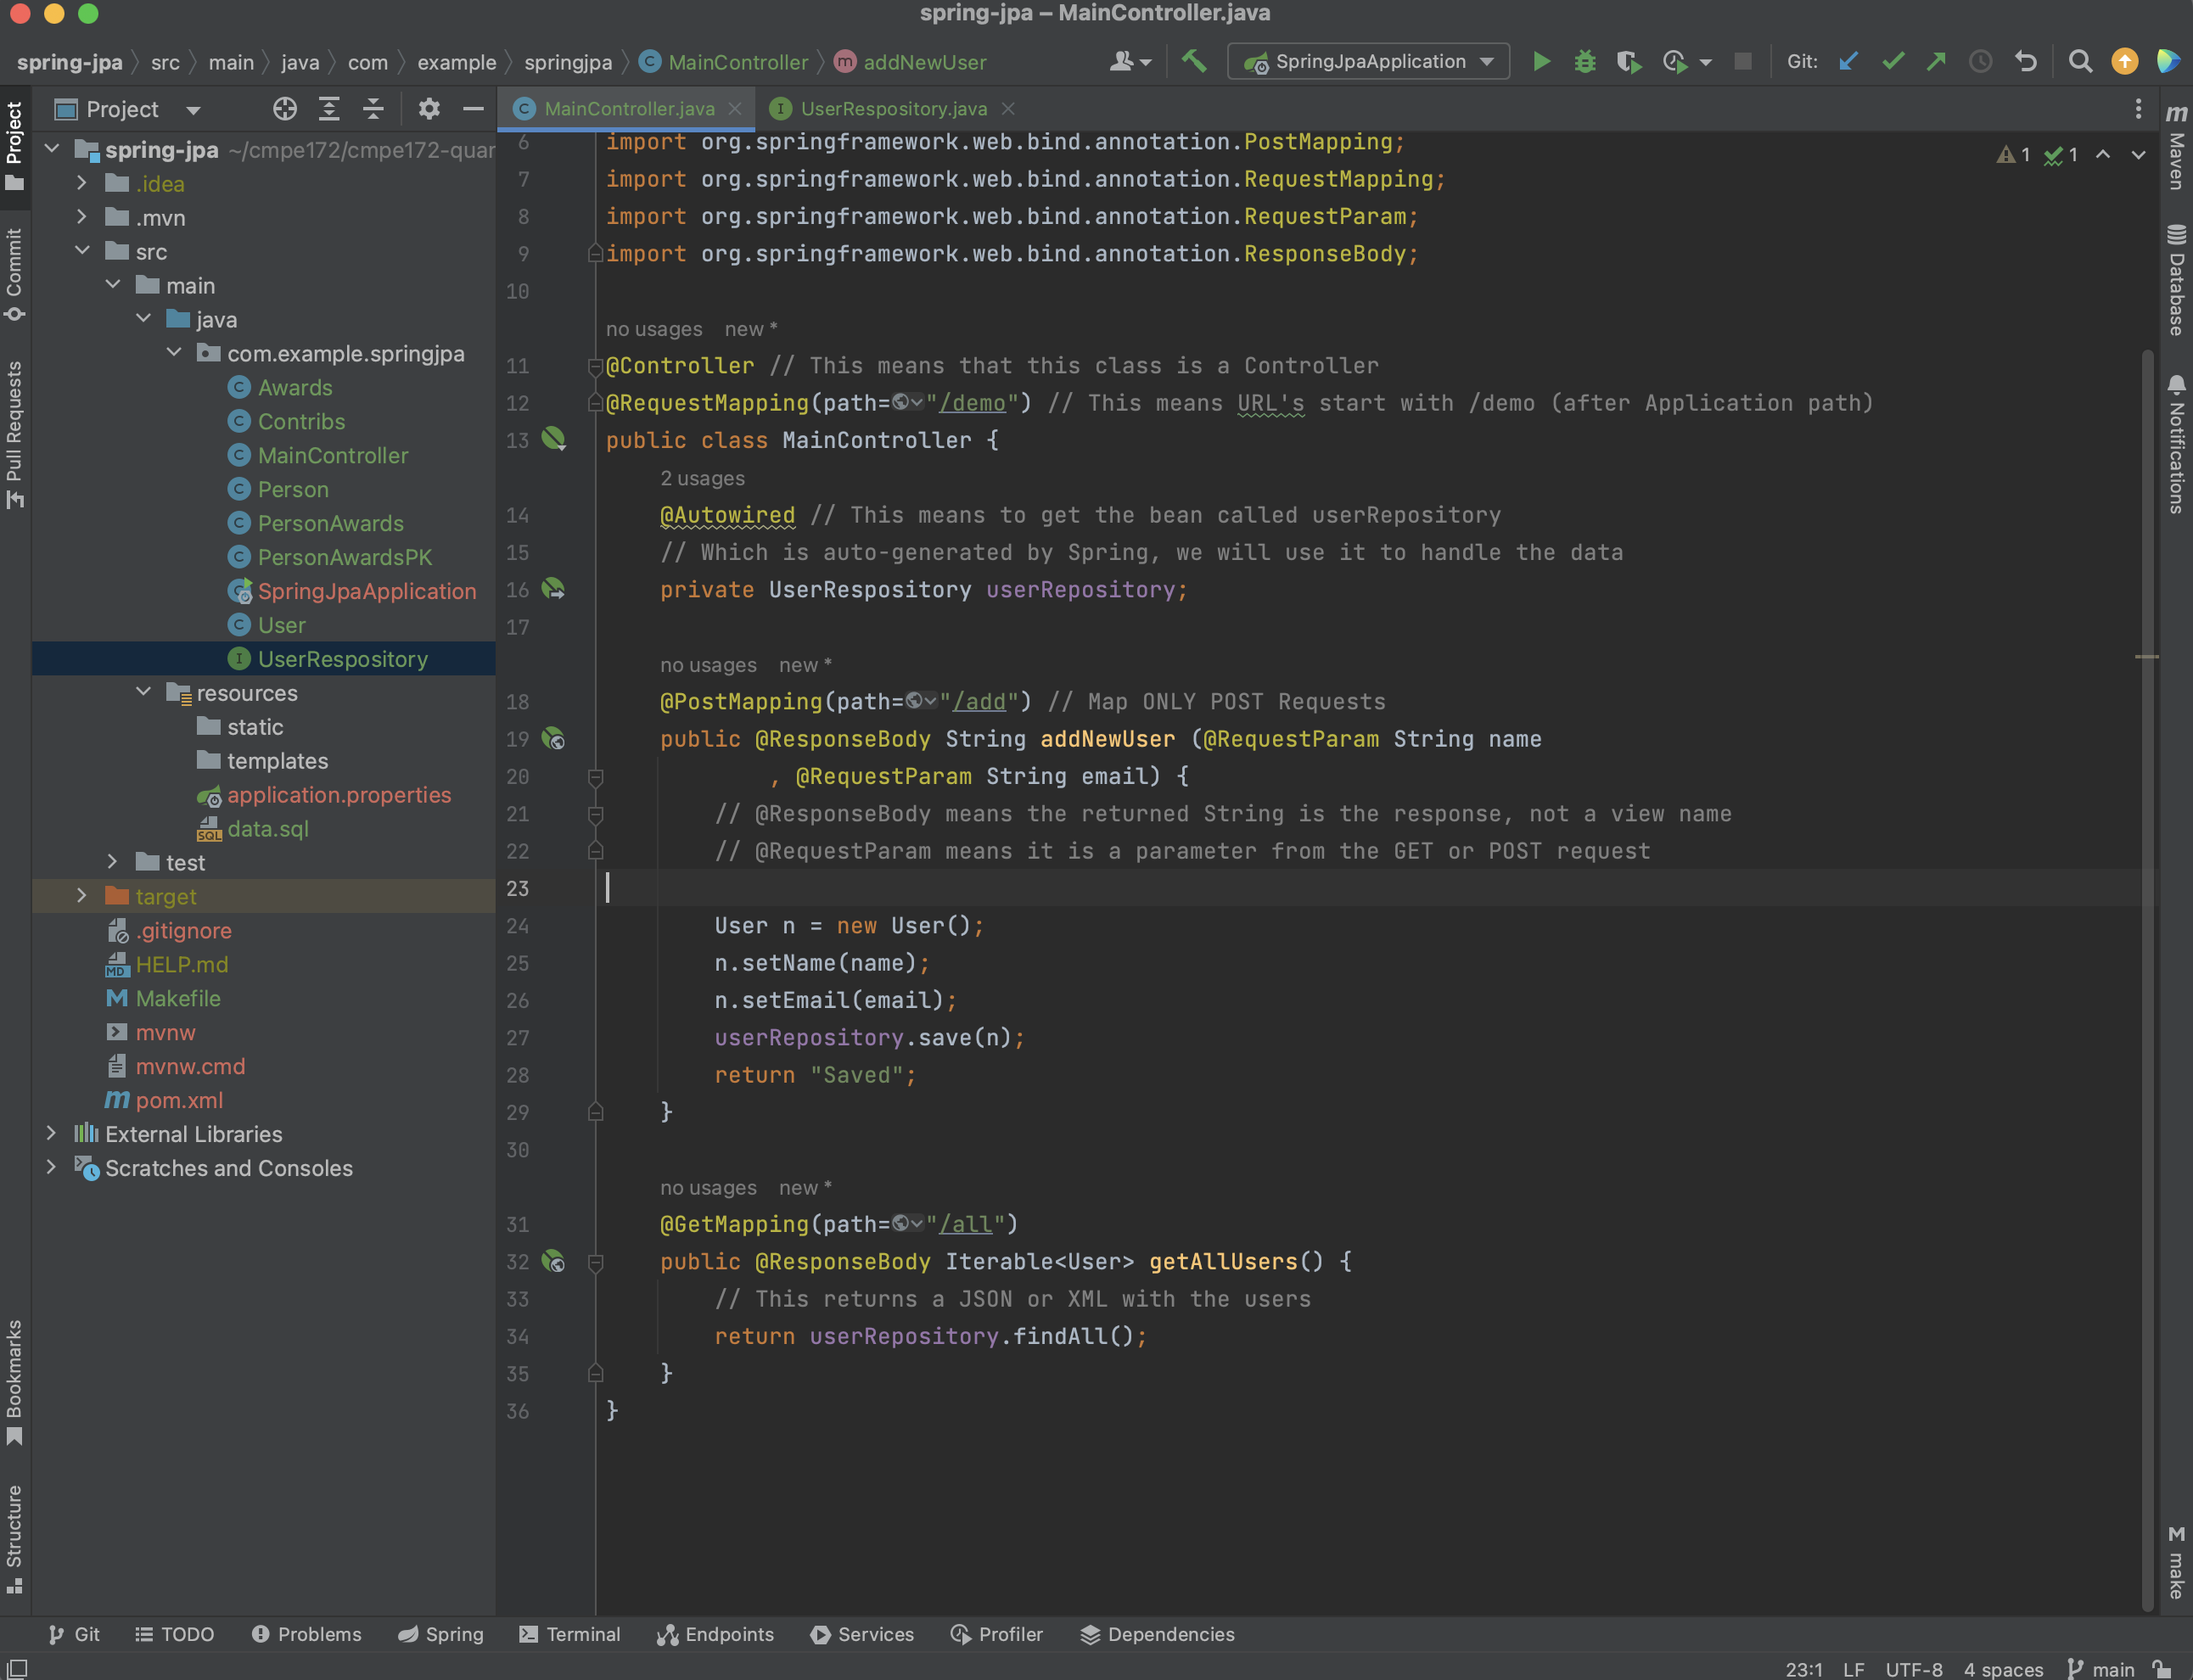 spring-jpa – MainController.java
spring-jpa src main java com example springjpa MainController addNewUser
SpringJpaApplication
Git:
Project
MainController.java UserRespository.java
spring-jpa ~/cmpe172/cmpe172-quar
.idea
.mvn
src
main
java
com.example.springjpa
Awards
Contribs
MainController
Person
PersonAwards
PersonAwardsPK
SpringJpaApplication
User
UserRespository
resources
static
templates
application.properties
data.sql
test
target
.gitignore
HELP.md
Makefile
mvnw
mvnw.cmd
pom.xml
External Libraries
Scratches and Consoles
Project
Commit
Pull Requests
Bookmarks
Structure
6 import org.springframework.web.bind.annotation.PostMapping;
7 import org.springframework.web.bind.annotation.RequestMapping;
8 import org.springframework.web.bind.annotation.RequestParam;
9 import org.springframework.web.bind.annotation.ResponseBody;
10
no usages new *
11 @Controller // This means that this class is a Controller
12 @RequestMapping(path="/demo") // This means URL's start with /demo (after Application path)
13 public class MainController {
2 usages
14 @Autowired // This means to get the bean called userRepository
15 // Which is auto-generated by Spring, we will use it to handle the data
16 private UserRespository userRepository;
17
no usages new *
18 @PostMapping(path="/add") // Map ONLY POST Requests
19 public @ResponseBody String addNewUser (@RequestParam String name
20 , @RequestParam String email) {
21 // @ResponseBody means the returned String is the response, not a view name
22 // @RequestParam means it is a parameter from the GET or POST request
23
24 User n = new User();
25 n.setName(name);
26 n.setEmail(email);
27 userRepository.save(n);
28 return "Saved";
29 }
30
no usages new *
31 @GetMapping(path="/all")
32 public @ResponseBody Iterable<User> getAllUsers() {
33 // This returns a JSON or XML with the users
34 return userRepository.findAll();
35 }
36 }
1 1
m Maven
Database
Notifications
M make
Git TODO Problems Spring Terminal Endpoints Services Profiler Dependencies
23:1 LF UTF-8 4 spaces main